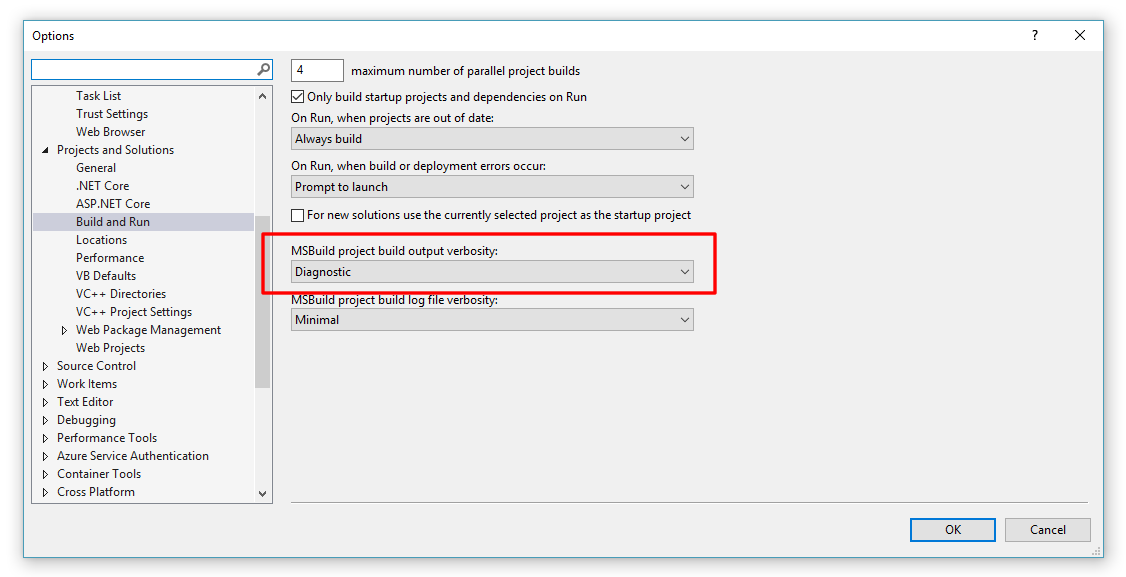 Options
?
4 maximum number of parallel project builds
Task List
Trust Settings
Web Browser
Projects and Solutions
General
.NET Core
ASP.NET Core
Build and Run
Locations
Performance
VB Defaults
VC++ Directories
VC++ Project Settings
Web Package Management
Web Projects
Source Control
Work Items
Text Editor
Debugging
Performance Tools
Azure Service Authentication
Container Tools
Cross Platform
Only build startup projects and dependencies on Run
On Run, when projects are out of date:
Always build
On Run, when build or deployment errors occur:
Prompt to launch
For new solutions use the currently selected project as the startup project
MSBuild project build output verbosity:
Diagnostic
MSBuild project build log file verbosity:
Minimal
OK
Cancel